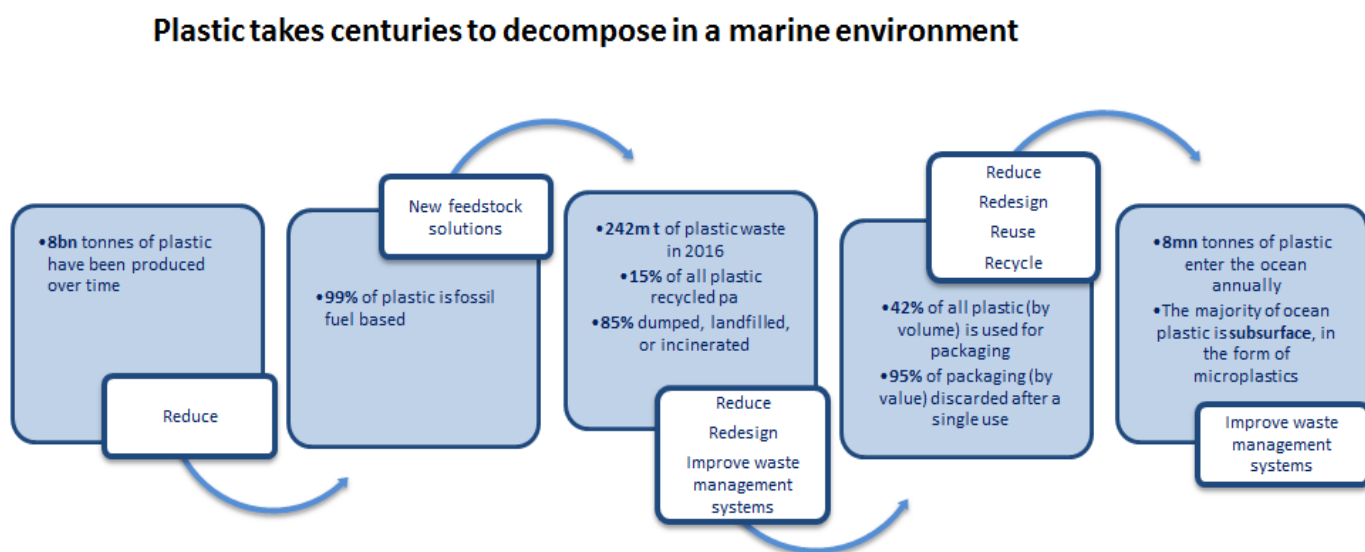 Plastic takes centuries to decompose in a marine environment
•8bn tonnes of plastic
have been produced
over time
Reduce
New feedstock
solutions
•99% of plastic is fossil
fuel based
•242m t of plastic waste
in 2016
•15% of all plastic
recycled pa
•85% dumped, landfilled,
or incinerated
Reduce
Redesign
Improve waste
management
systems
Reduce
Redesign
Reuse
Recycle
•42% of all plastic (by
volume) is used for
packaging
•95% of packaging (by
value) discarded after a
single use
•8mn tonnes of plastic
enter the ocean
annually
•The majority of ocean
plastic is subsurface, in
the form of
microplastics
Improve waste
management
systems